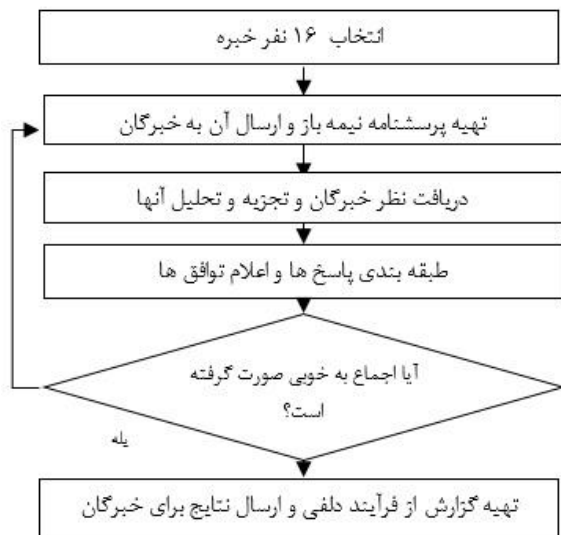 انتخاب ۱۶ نفر خبره
تهیه پرسشنامه نیمه باز و ارسال آن به خبرگان
دریافت نظر خبرگان و تجزیه و تحلیل آنها
طبقه بندی پاسخ ها و اعلام توافق ها
آیا اجماع به خوبی صورت گرفته
است؟
یله
تهیه گزارش از فرآیند دلفی و ارسال نتایج برای خبرگان